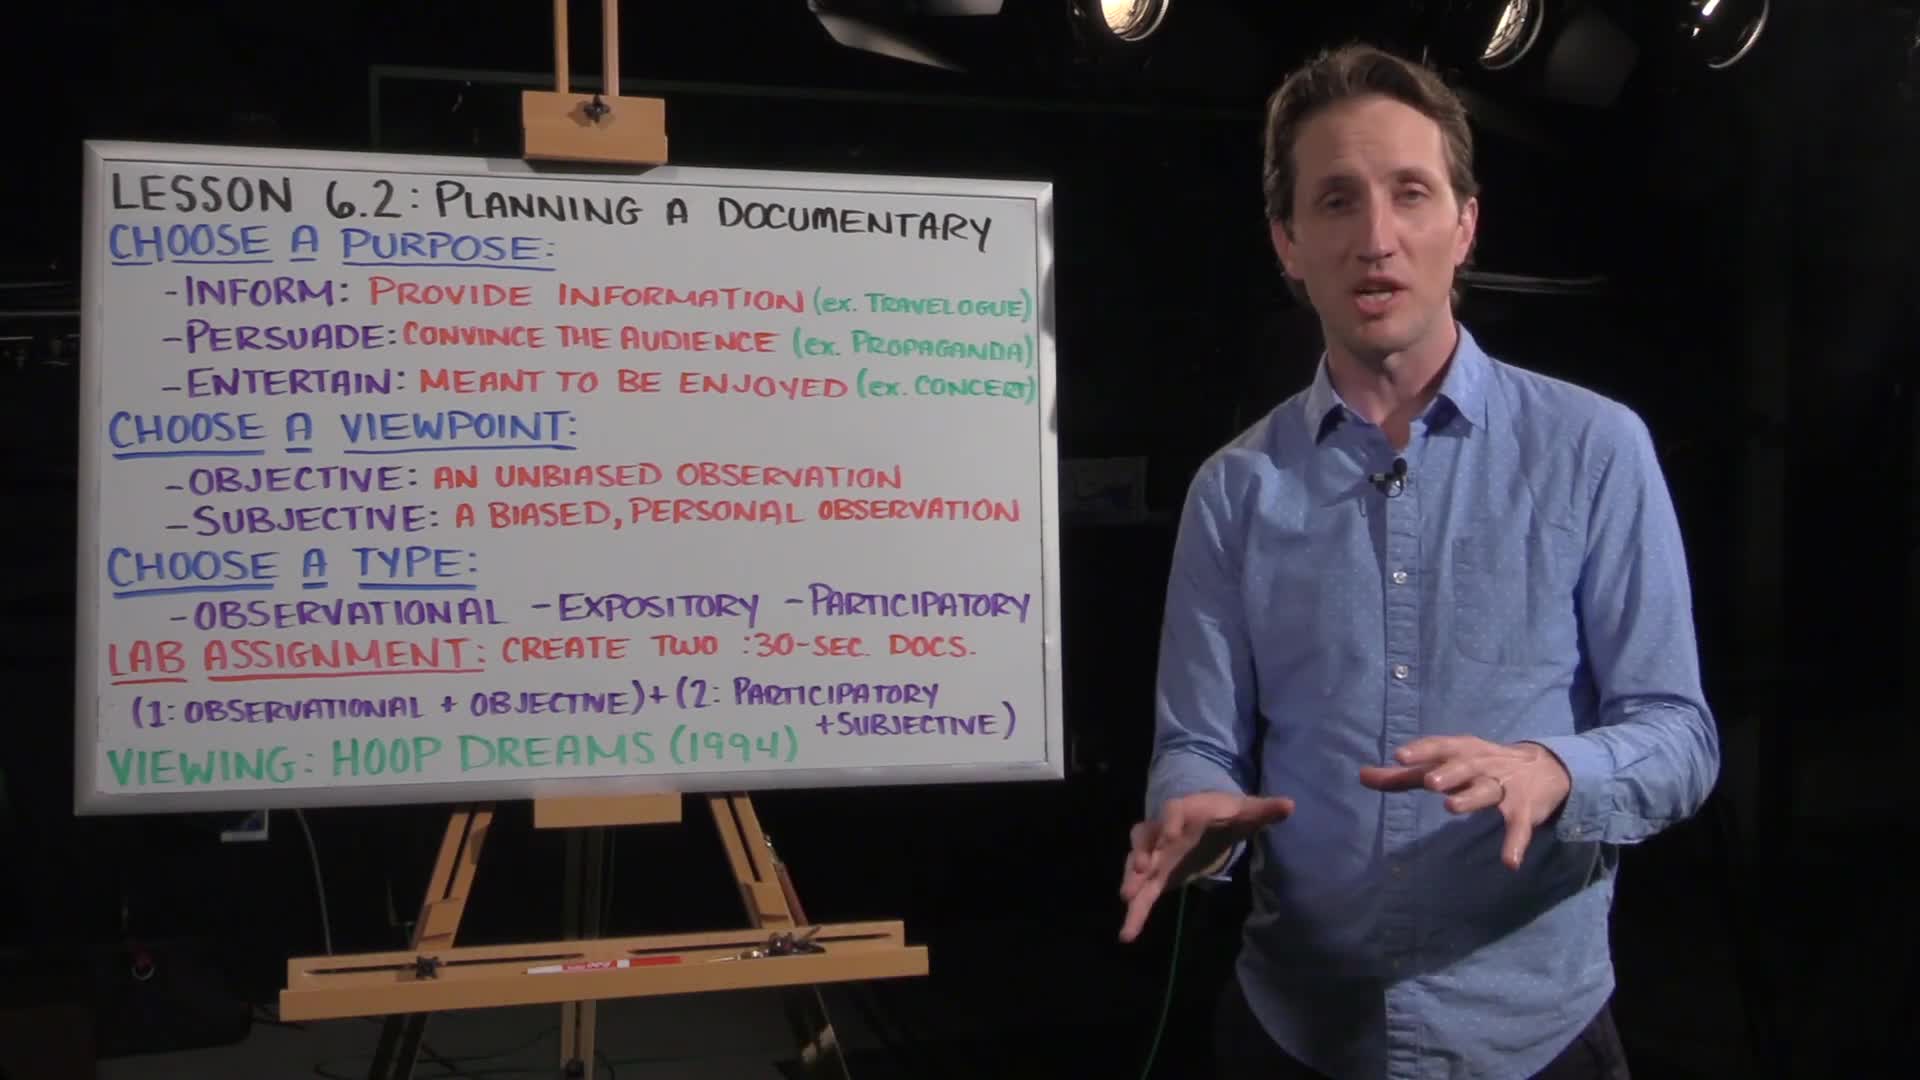 LESSON 6.2: PLANNING A DOCUMENTARY
CHOOSE A PURPOSE:
-INFORM: PROVIDE INFORMATION (ex. TRAVELOGUE)
-PERSUADE: CONVINCE THE AUDIENCE (ex. PROPAGANDA)
-ENTERTAIN: MEANT TO BE ENJOYED (ex. CONCERT)
CHOOSE A VIEWPOINT:
-OBJECTIVE: AN UNBIASED OBSERVATION
-SUBJECTIVE: A BIASED, PERSONAL OBSERVATION
CHOOSE A TYPE:
-OBSERVATIONAL -EXPOSITORY -PARTICIPATORY
LAB ASSIGNMENT: CREATE TWO :30-SEC. DOCS.
(1: OBSERVATIONAL + OBJECTIVE) + (2: PARTICIPATORY
+SUBJECTIVE)
VIEWING: HOOP DREAMS (1994)